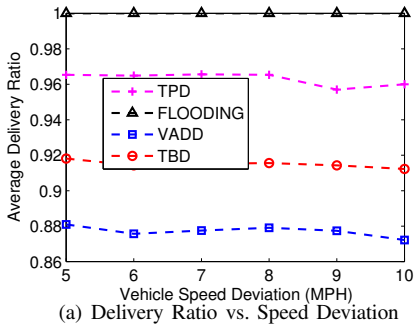 Average Delivery Ratio
1
0.98
0.96
0.94
0.92
0.9
0.88
0.86
TPD
FLOODING
VADD
TBD
5 6 7 8 9 10
Vehicle Speed Deviation (MPH)
(a) Delivery Ratio vs. Speed Deviation